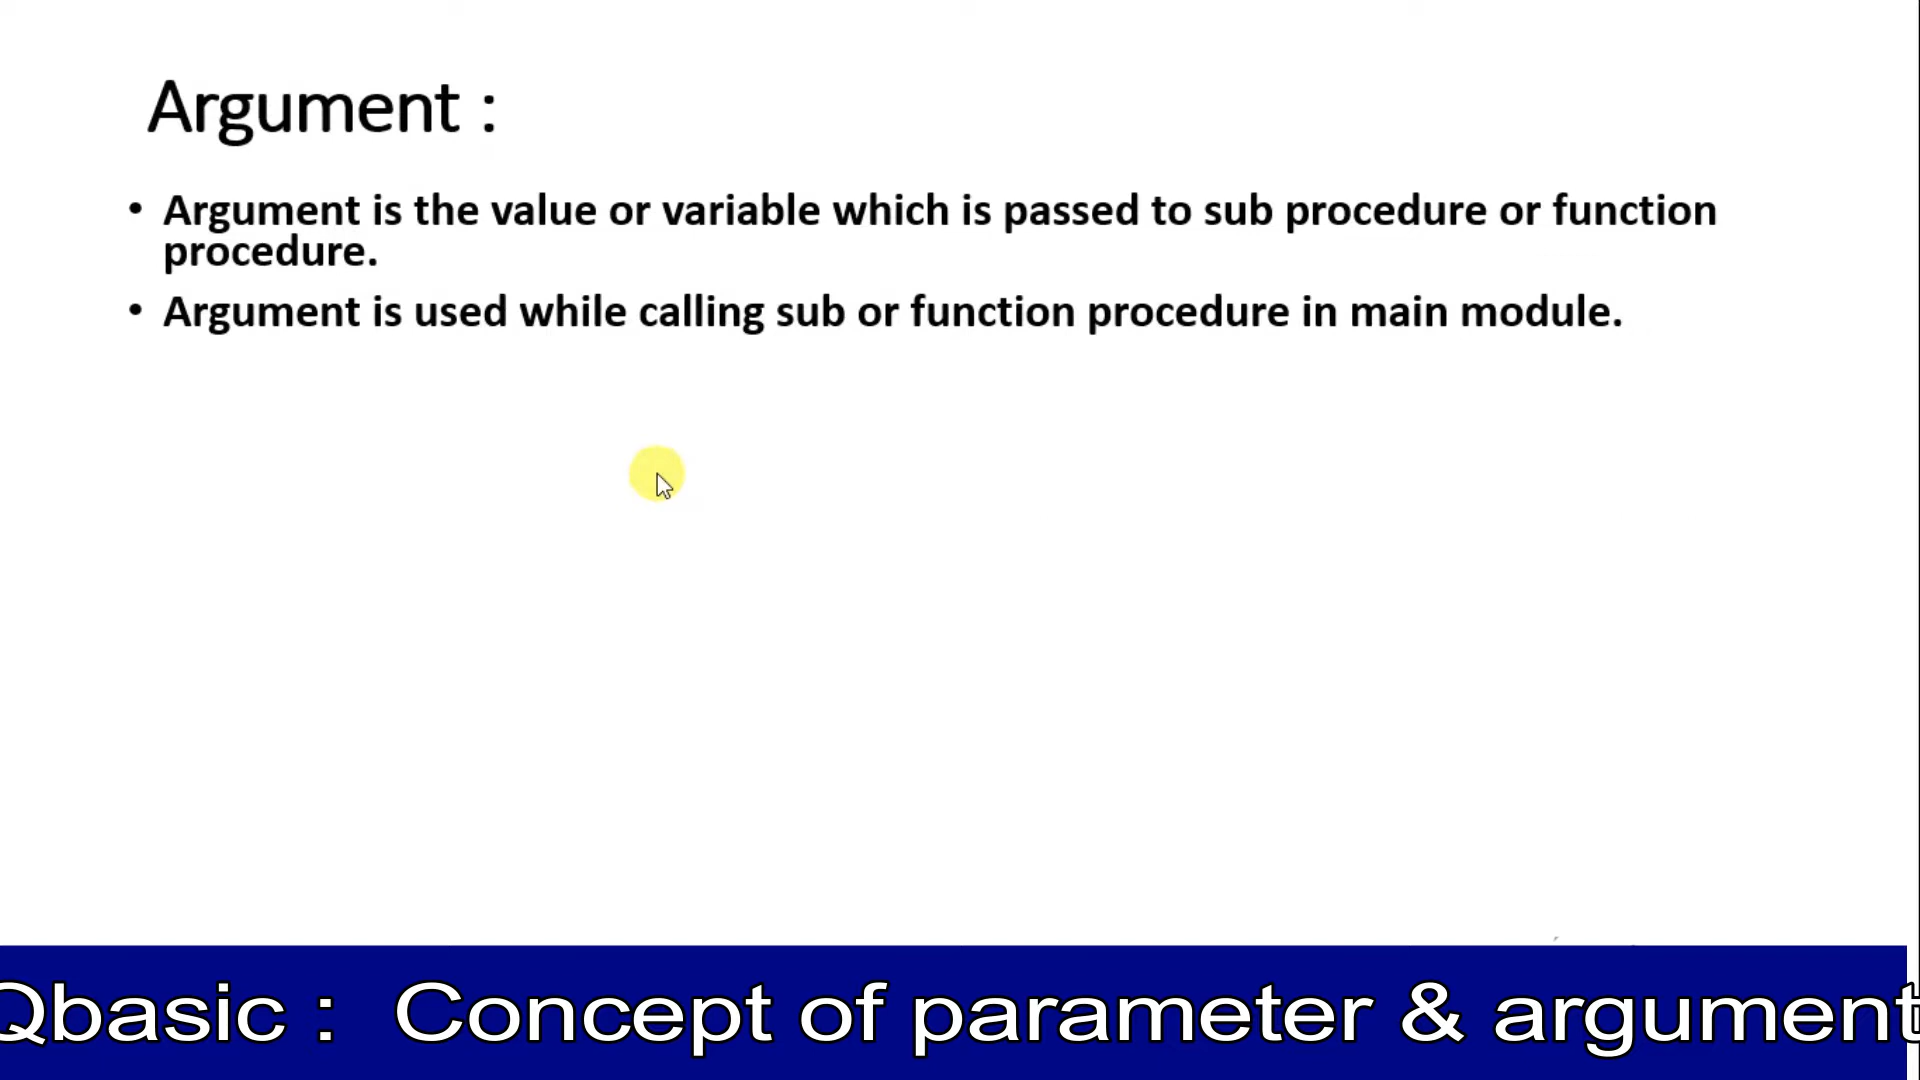 Argument :
• Argument is the value or variable which is passed to sub procedure or function
procedure.
• Argument is used while calling sub or function procedure in main module.
Qbasic : Concept of parameter & argument